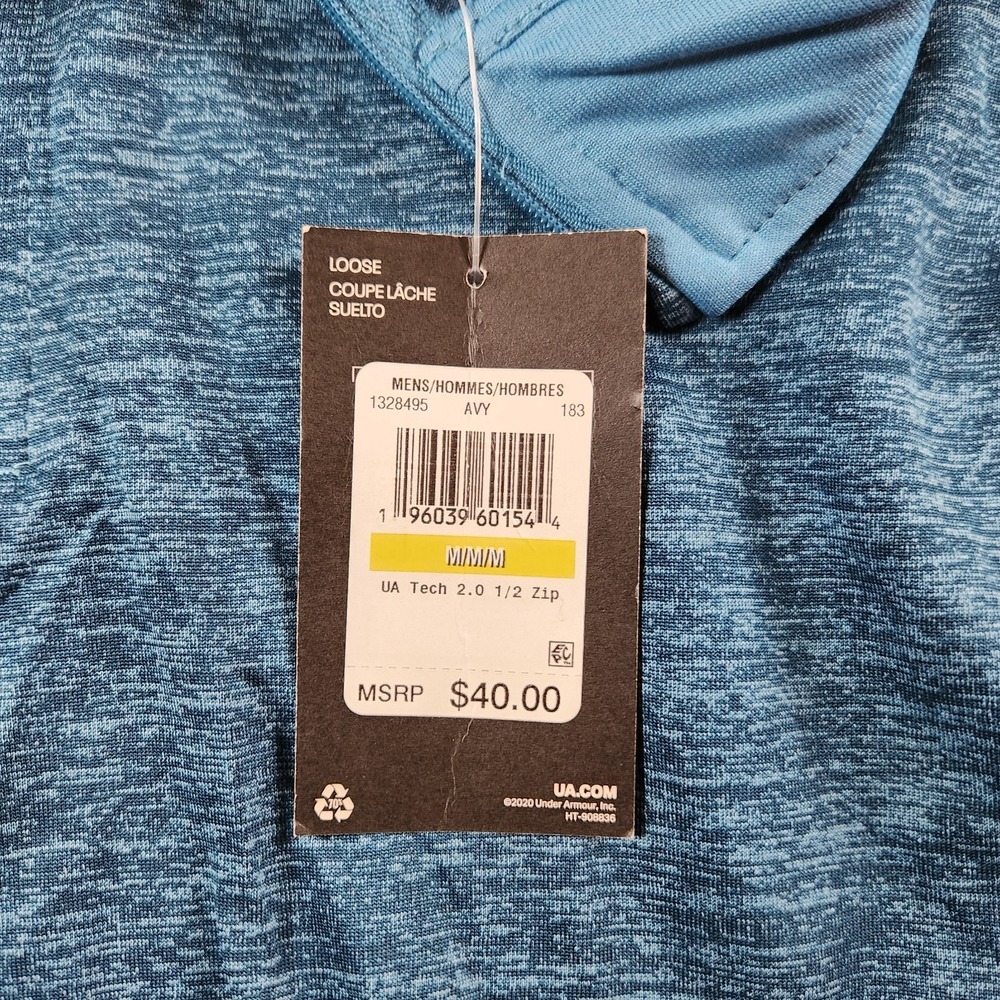 LOOSE
COUPE LÂCHE
SUELTO
MENS/HOMMES/HOMBRES
1328495 AVY 183
1 96039 60154 4
M/M/M
UA Tech 2.0 1/2 Zip
MSRP $40.00
70%
UA.COM
©2020 Under Armour, Inc.
HT-908836